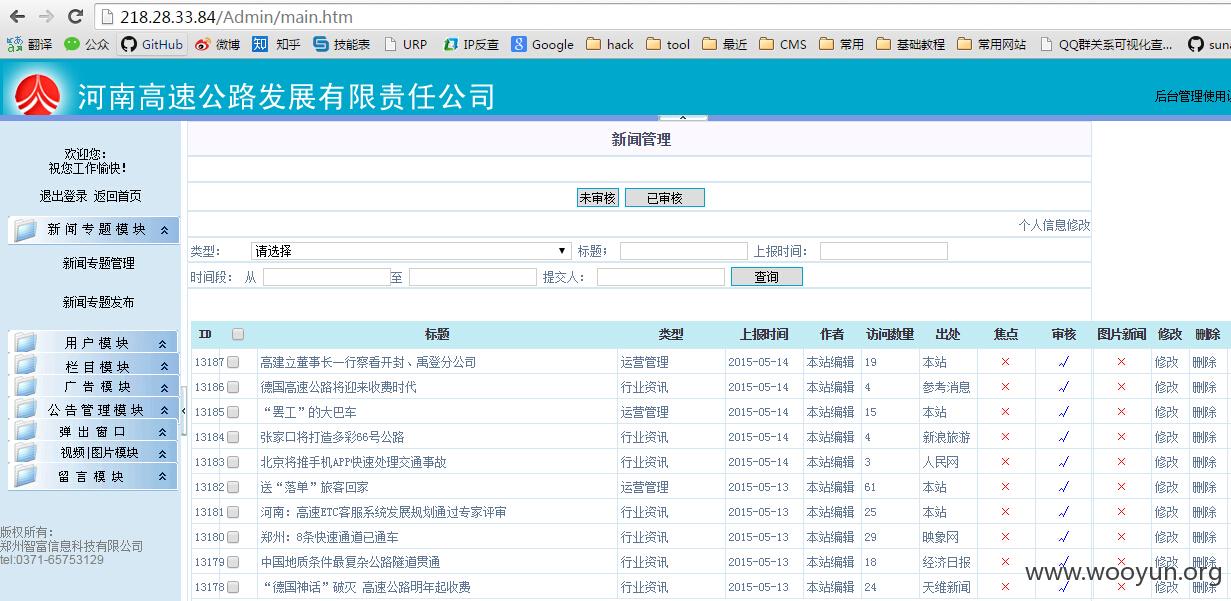 218.28.33.84/Admin/main.htm
翻译 公众 GitHub 微博 知 知乎 技能表 URP IP反查 Google hack tool 最近 CMS 常用 基础教程 常用网站 QQ群关系可视化查... sun
河南高速公路发展有限责任公司
后台管理使用
欢迎您:
祝您工作愉快!
退出登录 返回首页
新闻专题模块
新闻专题管理
新闻专题发布
用户模块
栏目模块
广告模块
公告管理模块
弹出窗口
视频|图片模块
留言模块
版权所有:
郑州智富信息科技有限公司
tel:0371-65753129
新闻管理
未审核 已审核
个人信息修改
类型: 请选择 标题; 上报时间:
时间段: 从 至 提交人: 查询
ID 标题 类型 上报时间 作者 访问数量 出处 焦点 审核 图片新闻 修改 删除
13187 高建立董事长一行察看开封、禹登分公司 运营管理 2015-05-14 本站编辑 19 本站 修改 删除
13186 德国高速公路将迎来收费时代 行业资讯 2015-05-14 本站编辑 4 参考消息 修改 删除
13185 “罢工”的大巴车 运营管理 2015-05-14 本站编辑 15 本站 修改 删除
13184 张家口将打造多彩66号公路 行业资讯 2015-05-14 本站编辑 4 新浪旅游 修改 删除
13183 北京将推手机APP快速处理交通事故 行业资讯 2015-05-14 本站编辑 3 人民网 修改 删除
13182 送“落单”旅客回家 运营管理 2015-05-13 本站编辑 61 本站 修改 删除
13181 河南: 高速ETC客服系统发展规划通过专家评审 行业资讯 2015-05-13 本站编辑 25 本站 修改 删除
13180 郑州: 8条快速通道已通车 行业资讯 2015-05-13 本站编辑 29 映象网 修改 删除
13179 中国地质条件最复杂公路隧道贯通 行业资讯 2015-05-13 本站编辑 18 经济日报 修改 删除
13178 “德国神话”破灭 高速公路明年起收费 行业资讯 2015-05-13 本站编辑 24 天维新闻 修改 删除
www.wooyun.org